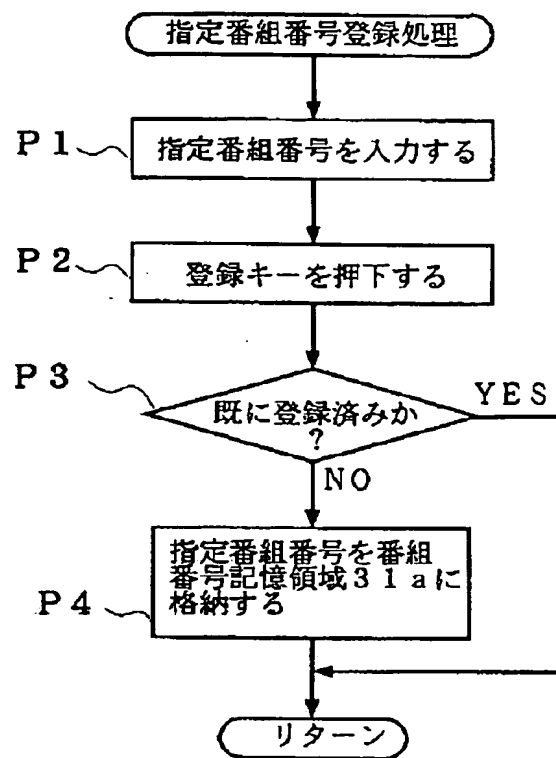 指定番組番号登録処理
P1
指定番組番号を入力する
P2
登録キーを押下する
P3
既に登録済みか
?
YES
NO
指定番組番号を番組
番号記憶領域31aに
格納する
P4
リターン